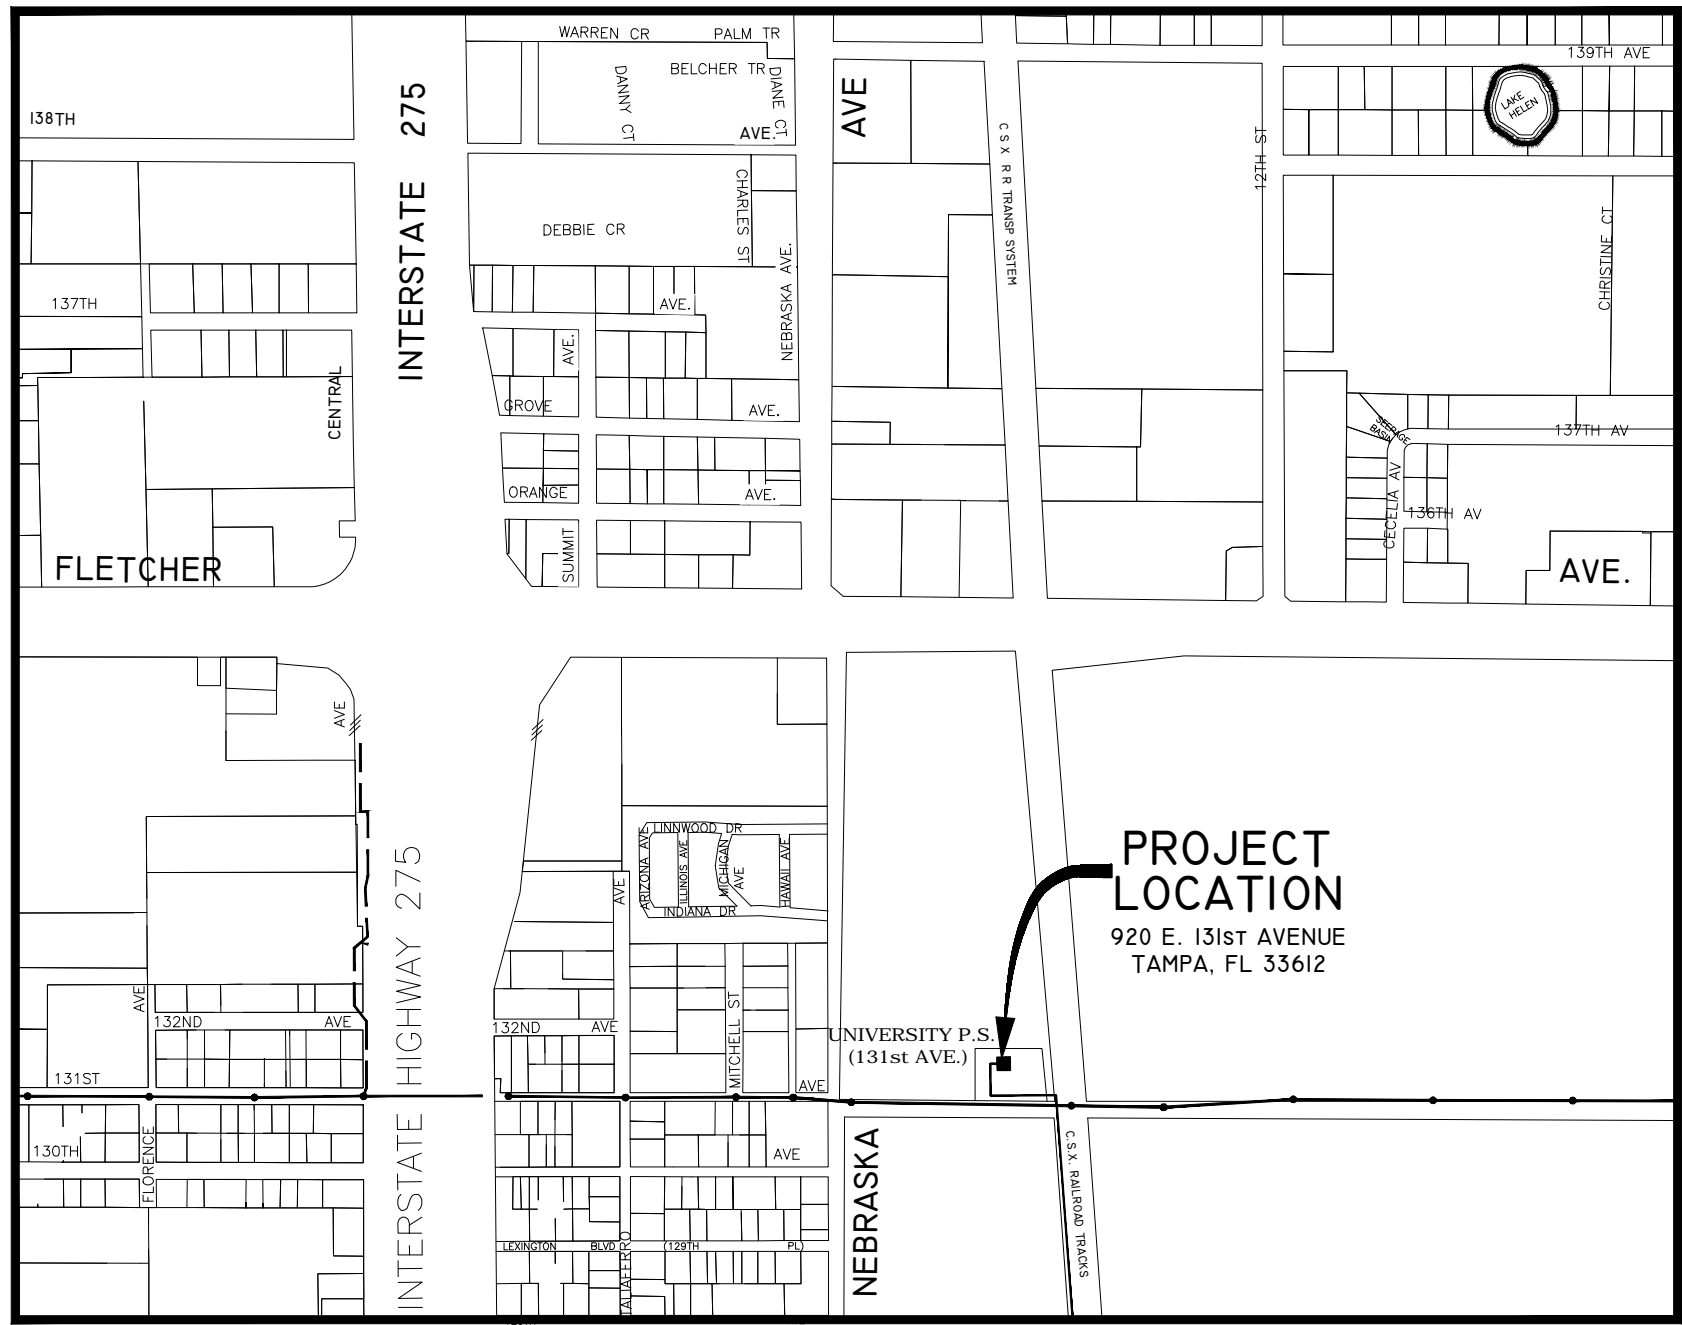 WARREN CR
PALM TR
139TH AVE
BELCHER TR
DANNY CT
DIANE CT
INTERSTATE 275
AVE
LAKE
HELEN
138TH
AVE.
C S X R R TRANSP SYSTEM
12TH ST
CHARLES ST
DEBBIE CR
NEBRASKA AVE.
CHRISTINE CT
137TH
AVE.
AVE.
CENTRAL
GROVE
AVE.
SEEPAGE
BASIN
137TH AV
ORANGE
AVE.
CECELIA AV
136TH AV
SUMMIT
FLETCHER
AVE.
AVE
LINNWOOD DR
ARIZONA AVE
ILLINOIS AVE
MICHIGAN
AVE
HAWAII AVE
INDIANA DR
AVE
PROJECT
LOCATION
920 E. 131ST AVENUE
TAMPA, FL 33612
INTERSTATE HIGHWAY 275
AVE
132ND
AVE
132ND
AVE
MITCHELL ST
UNIVERSITY P.S.
(131st AVE.)
131ST
AVE
130TH
FLORENCE
AVE
NEBRASKA
C.S.X. RAILROAD TRACKS
LEXINGTON
BLVD
(129TH
PL)
TALIAFERRO